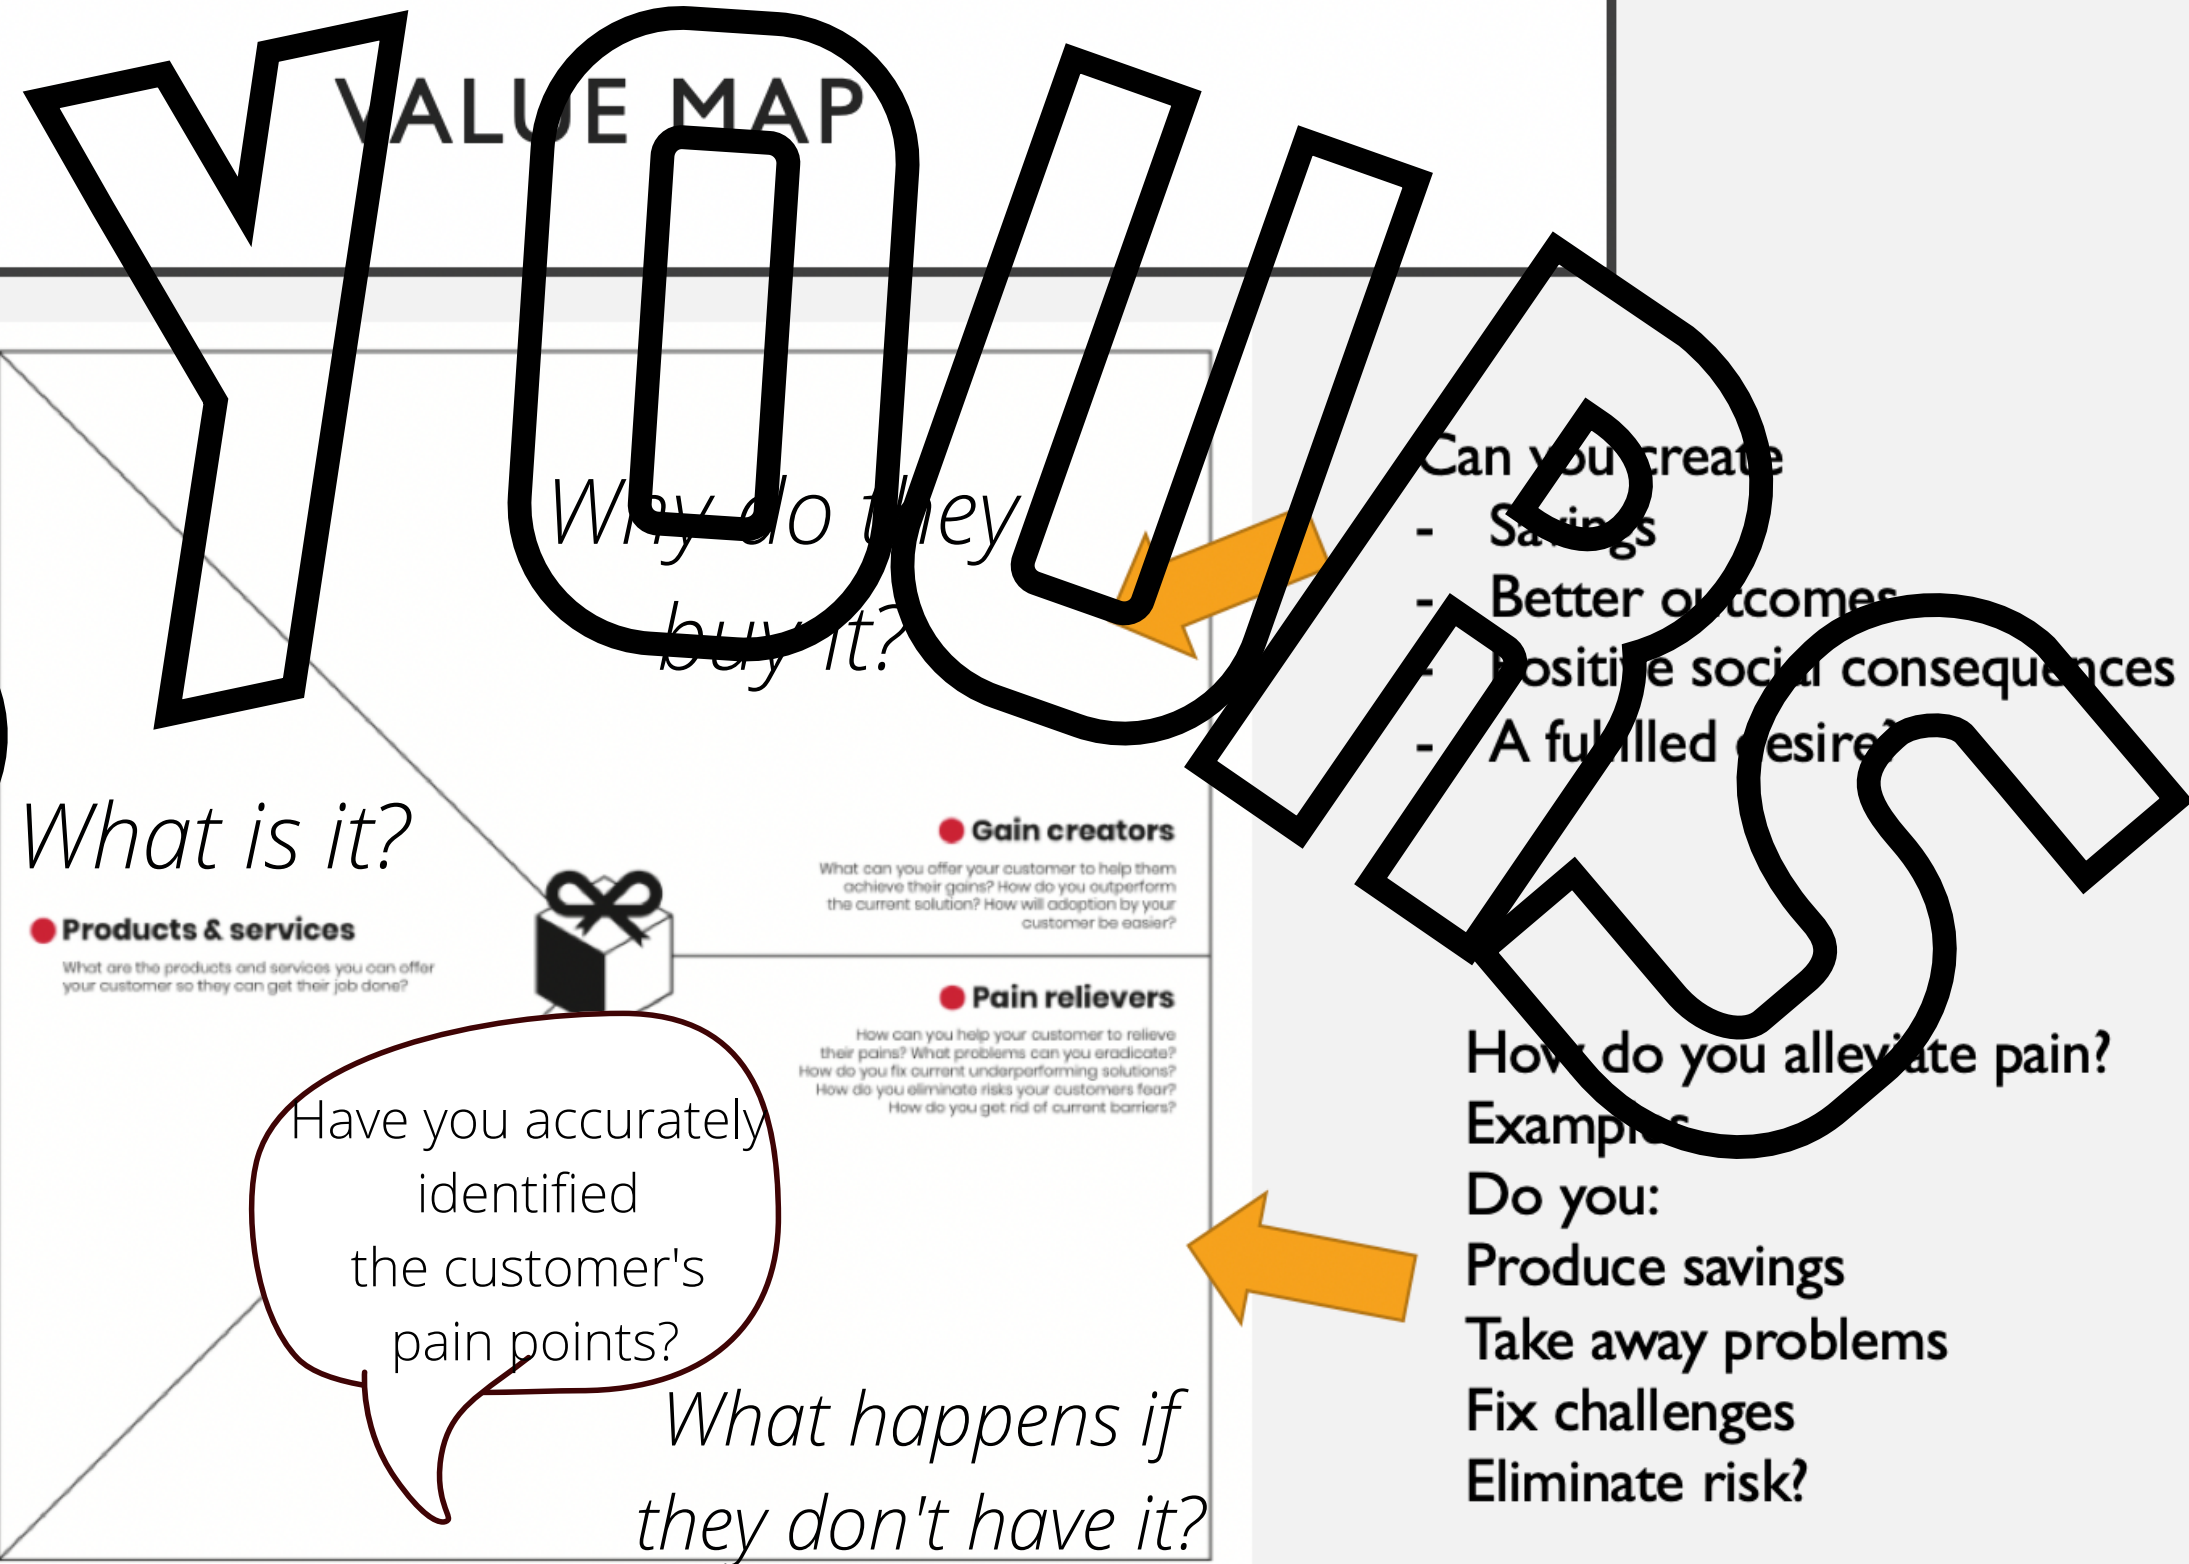 YOURS
VALUE MAP
Why do they
buy it?
What is it?
Products & services
What are the products and services you can offer
your customer so they can get their job done?
Gain creators
What can you offer your customer to help them
achieve their gains? How do you outperform
the current solution? How will adoption by your
customer be easier?
Pain relievers
How can you help your customer to relieve
their pains? What problems can you eradicate?
How do you fix current underperforming solutions?
How do you eliminate risks your customers fear?
How do you get rid of current barriers?
Have you accurately
identified
the customer's
pain points?
What happens if
they don't have it?
Can you create
- Savings
- Better outcomes
- Positive social consequences
- A fulfilled desire?
How do you alleviate pain?
Examples
Do you:
Produce savings
Take away problems
Fix challenges
Eliminate risk?